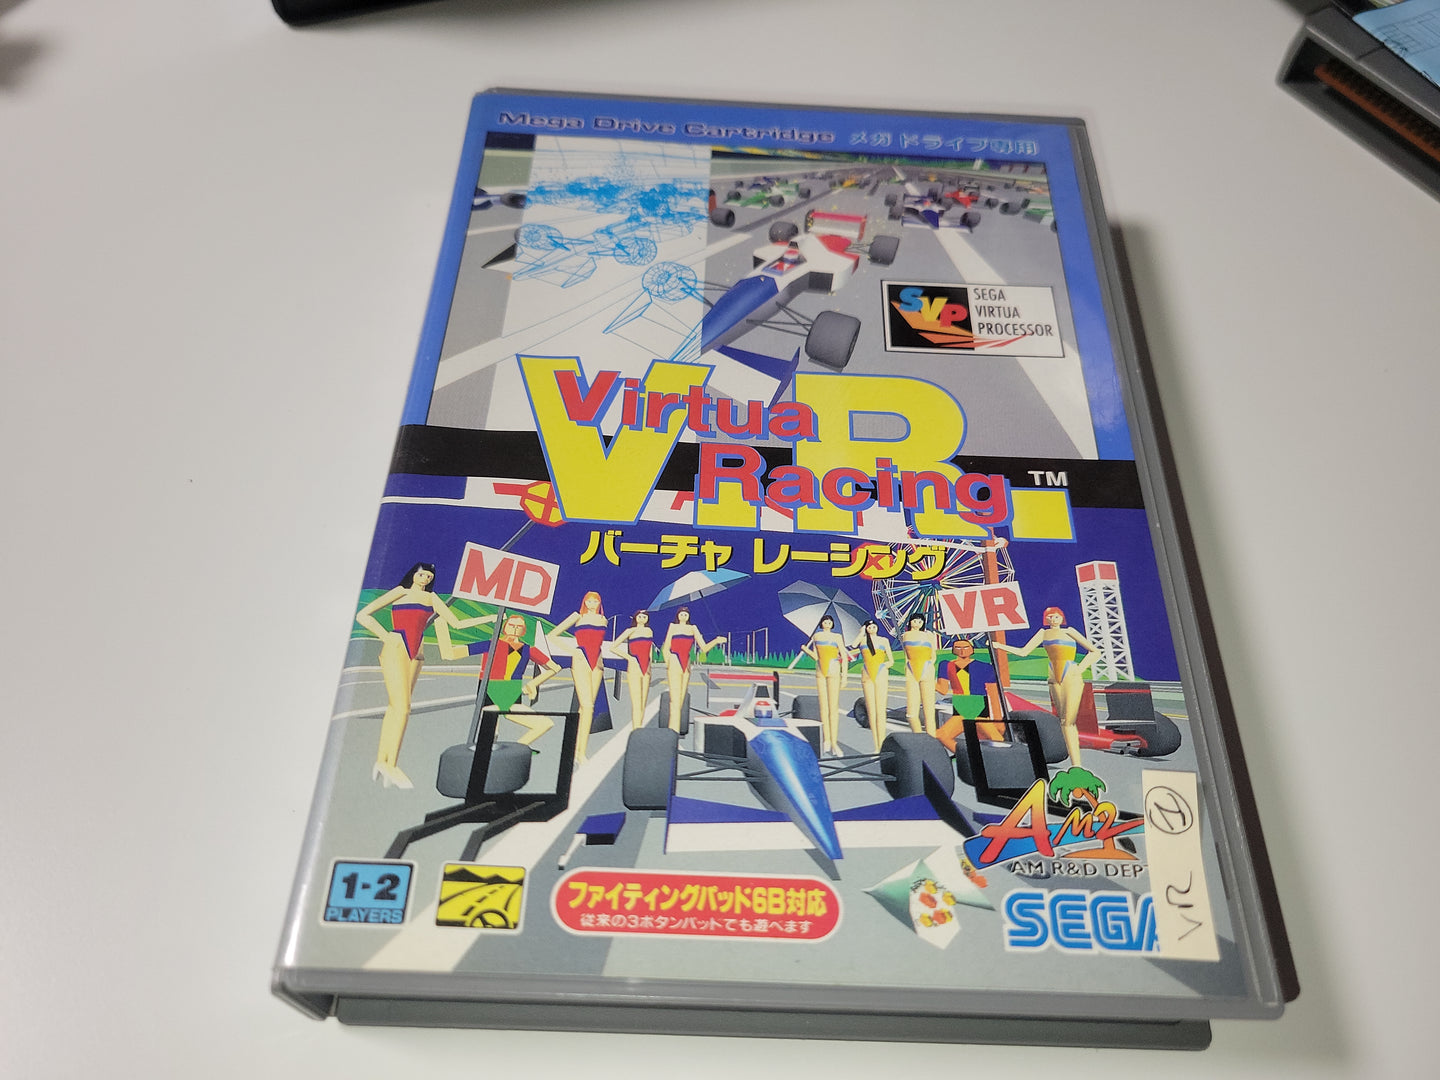 Mega Drive Cartridge メガドライブ専用
SVP
SEGA
VIRTUA
PROCESSOR
V.R.
Virtua
Racing
TM
バーチャ レーシング
MD
VR
AM2
AM R&D DEP
1-2
PLAYERS
ファイティングパッド6B対応
従来の3ボタンパッドでも遊べます
SEGA
VR